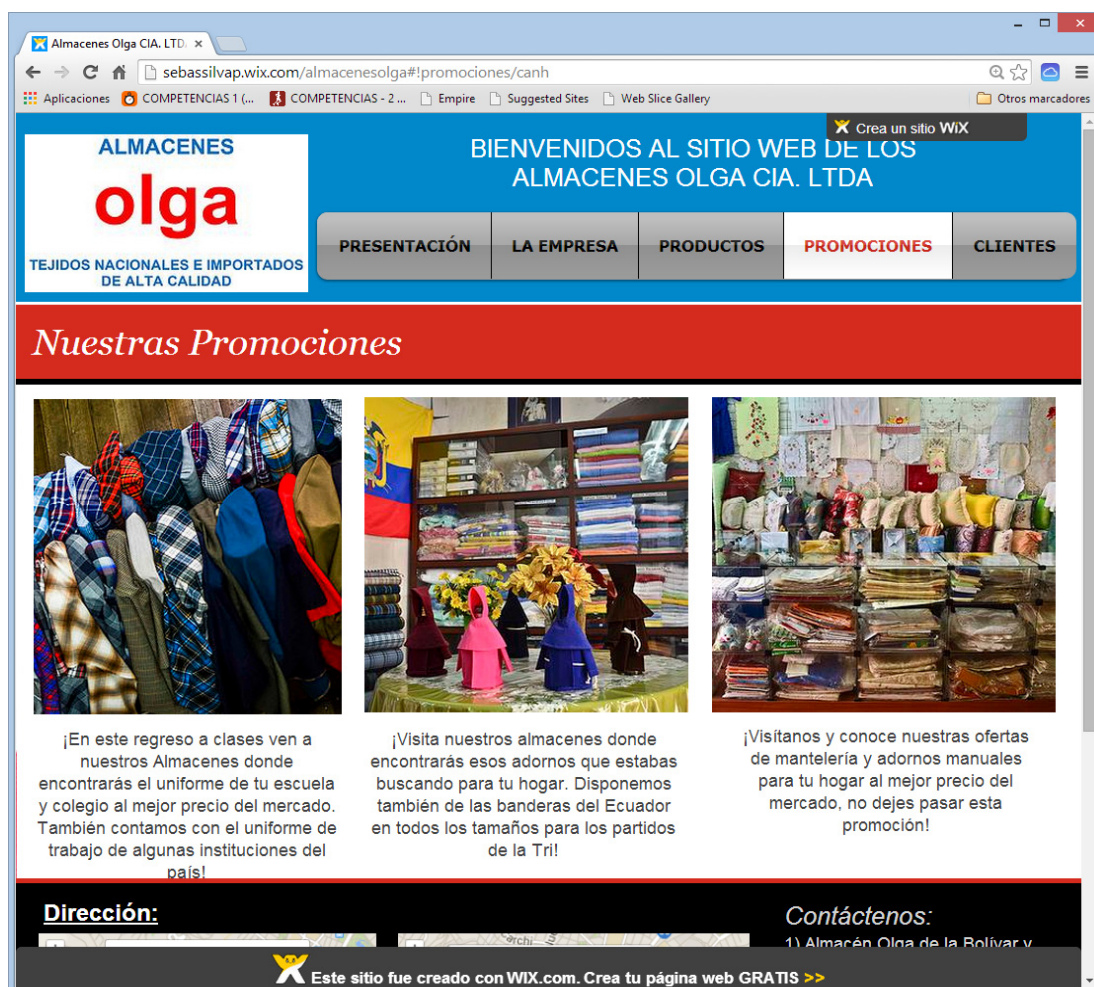 Almacenes Olga CIA. LTD.
sebassilvap.wix.com/almacenesolga#!promociones/canh
Aplicaciones COMPETENCIAS 1 (... COMPETENCIAS - 2 ... Empire Suggested Sites Web Slice Gallery Otros marcadores
Crea un sitio WiX
ALMACENES
olga
TEJIDOS NACIONALES E IMPORTADOS
DE ALTA CALIDAD
BIENVENIDOS AL SITIO WEB DE LOS
ALMACENES OLGA CIA. LTDA
PRESENTACIÓN LA EMPRESA PRODUCTOS PROMOCIONES CLIENTES
Nuestras Promociones
¡En este regreso a clases ven a
nuestros Almacenes donde
encontrarás el uniforme de tu escuela
y colegio al mejor precio del mercado.
También contamos con el uniforme de
trabajo de algunas instituciones del
país!
¡Visita nuestros almacenes donde
encontrarás esos adornos que estabas
buscando para tu hogar. Disponemos
también de las banderas del Ecuador
en todos los tamaños para los partidos
de la Tri!
¡Visítanos y conoce nuestras ofertas
de mantelería y adornos manuales
para tu hogar al mejor precio del
mercado, no dejes pasar esta
promoción!
Dirección:
Contáctenos:
1) Almacén Olga de la Bolívar y
Este sitio fue creado con WIX.com. Crea tu página web GRATIS >>